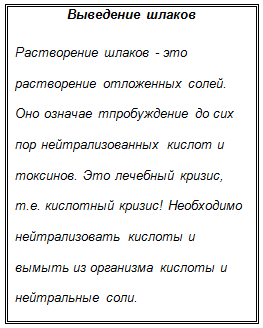 Выведение шлаков
Растворение шлаков - это
растворение отложенных солей.
Оно означае тпробуждение до сих
пор нейтрализованных кислот и
токсинов. Это лечебный кризис,
т.е. кислотный кризис! Необходимо
нейтрализовать кислоты и
вымыть из организма кислоты и
нейтральные соли.